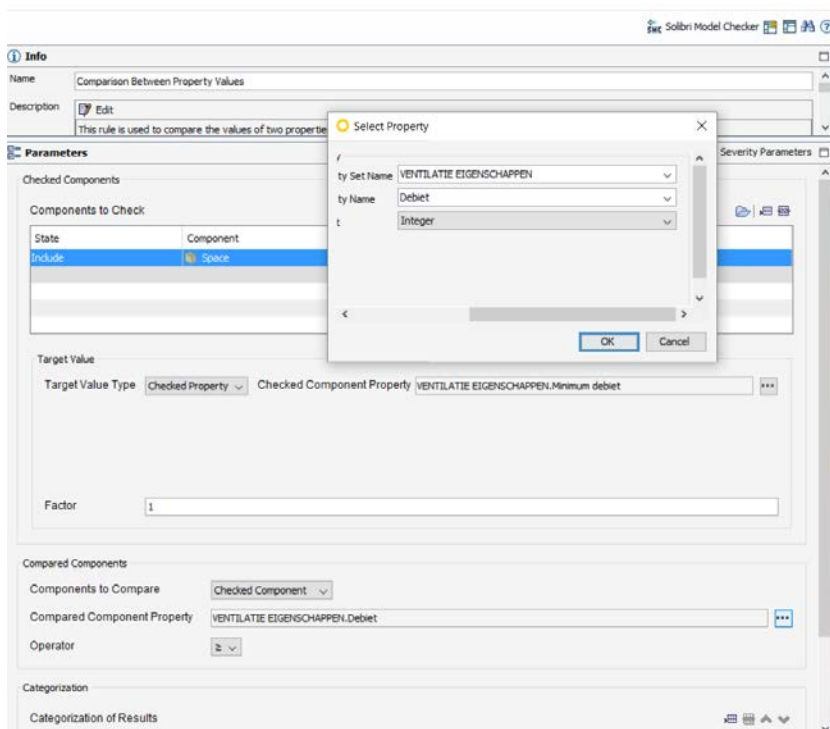 SMC Solibri Model Checker
Info
Name Comparison Between Property Values
Description Edit
This rule is used to compare the values of two propertie
Select Property
Parameters
Severity Parameters
ty Set Name VENTILATIE EIGENSCHAPPEN
ty Name Debiet
t Integer
OK Cancel
Checked Components
Components to Check
State Component
Include Space
Target Value
Target Value Type Checked Property Checked Component Property VENTILATIE EIGENSCHAPPEN.Minimum debiet
Factor 1
Compared Components
Components to Compare Checked Component
Compared Component Property VENTILATIE EIGENSCHAPPEN.Debiet
Operator ≥
Categorization
Categorization of Results